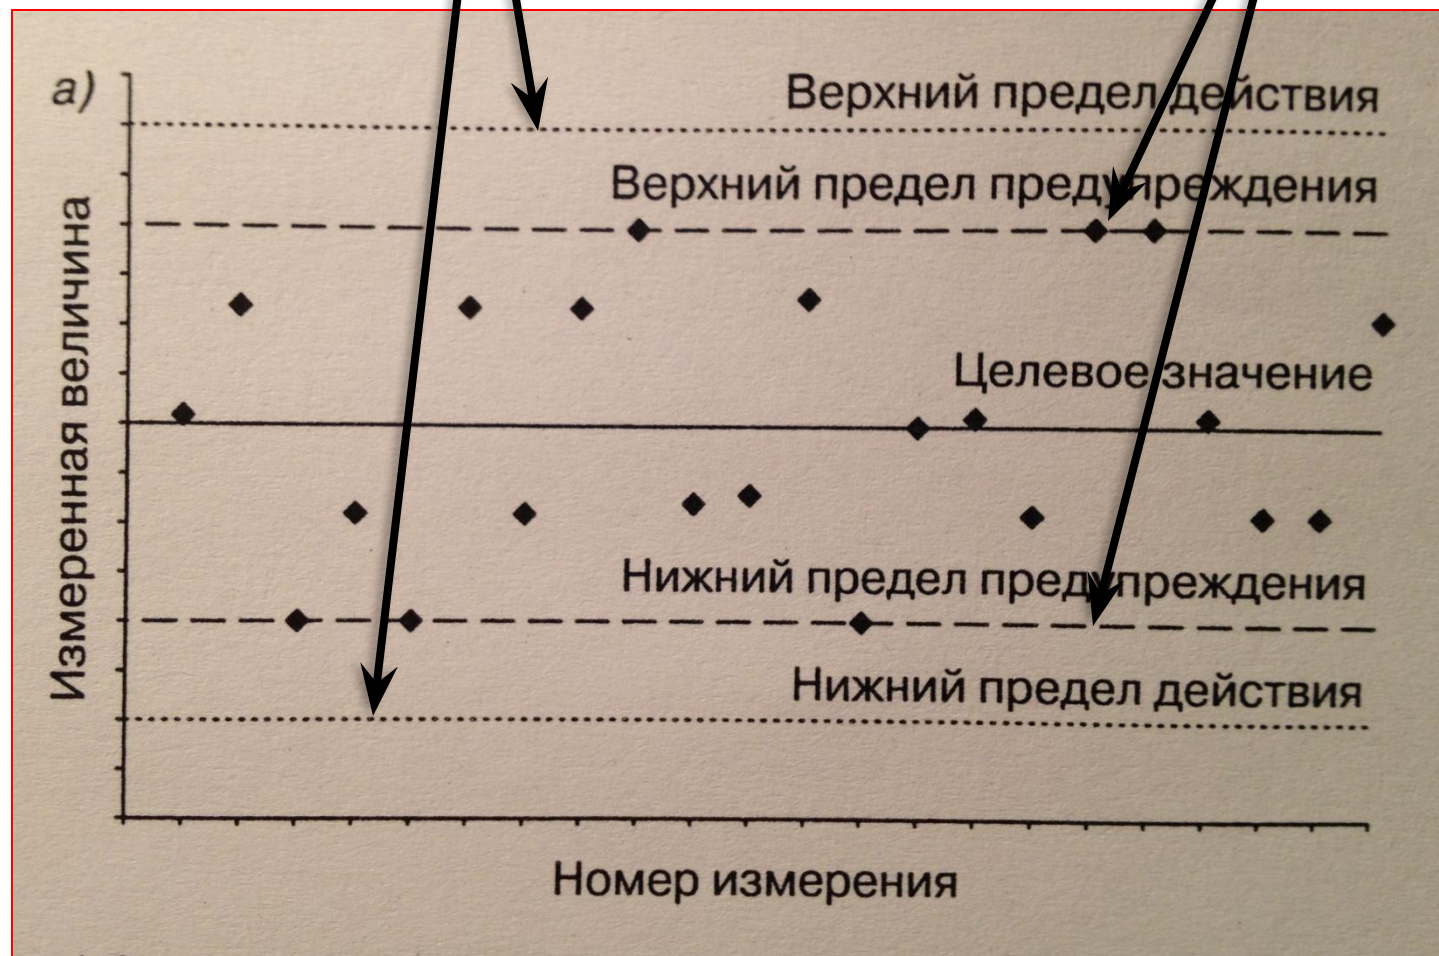 а)
Верхний предел действия
Верхний предел предупреждения
Измеренная величина
Целевое значение
Нижний предел предупреждения
Нижний предел действия
Номер измерения